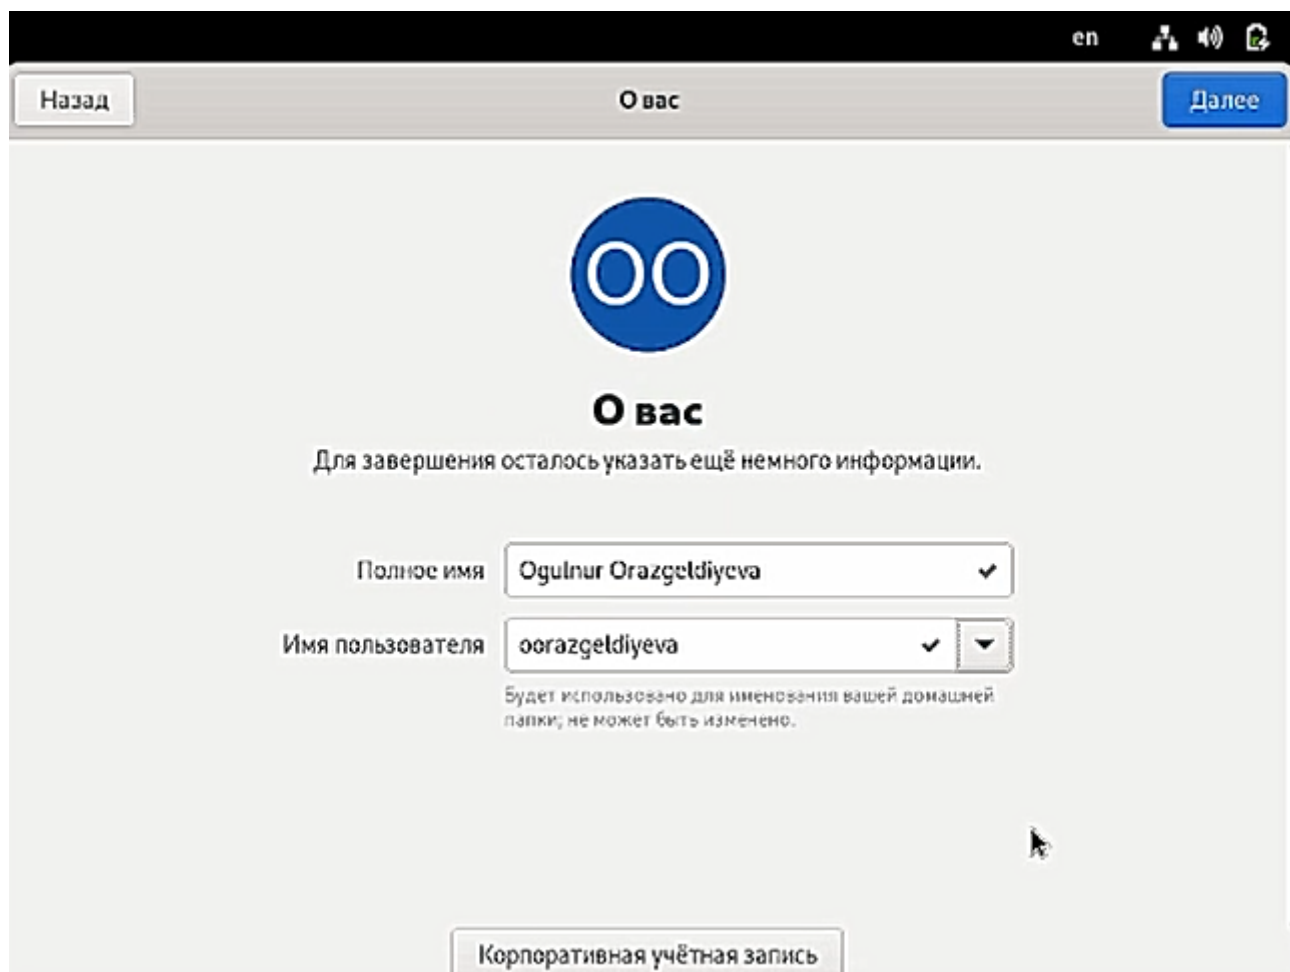 en
Назад
О вас
Далее
OO
О вас
Для завершения осталось указать ещё немного информации.
Полное имя
Ogulnur Orazgeldiyeva
Имя пользователя
oorazgeldiyeva
Будет использовано для именования вашей домашней
папки; не может быть изменено.
Корпоративная учётная запись